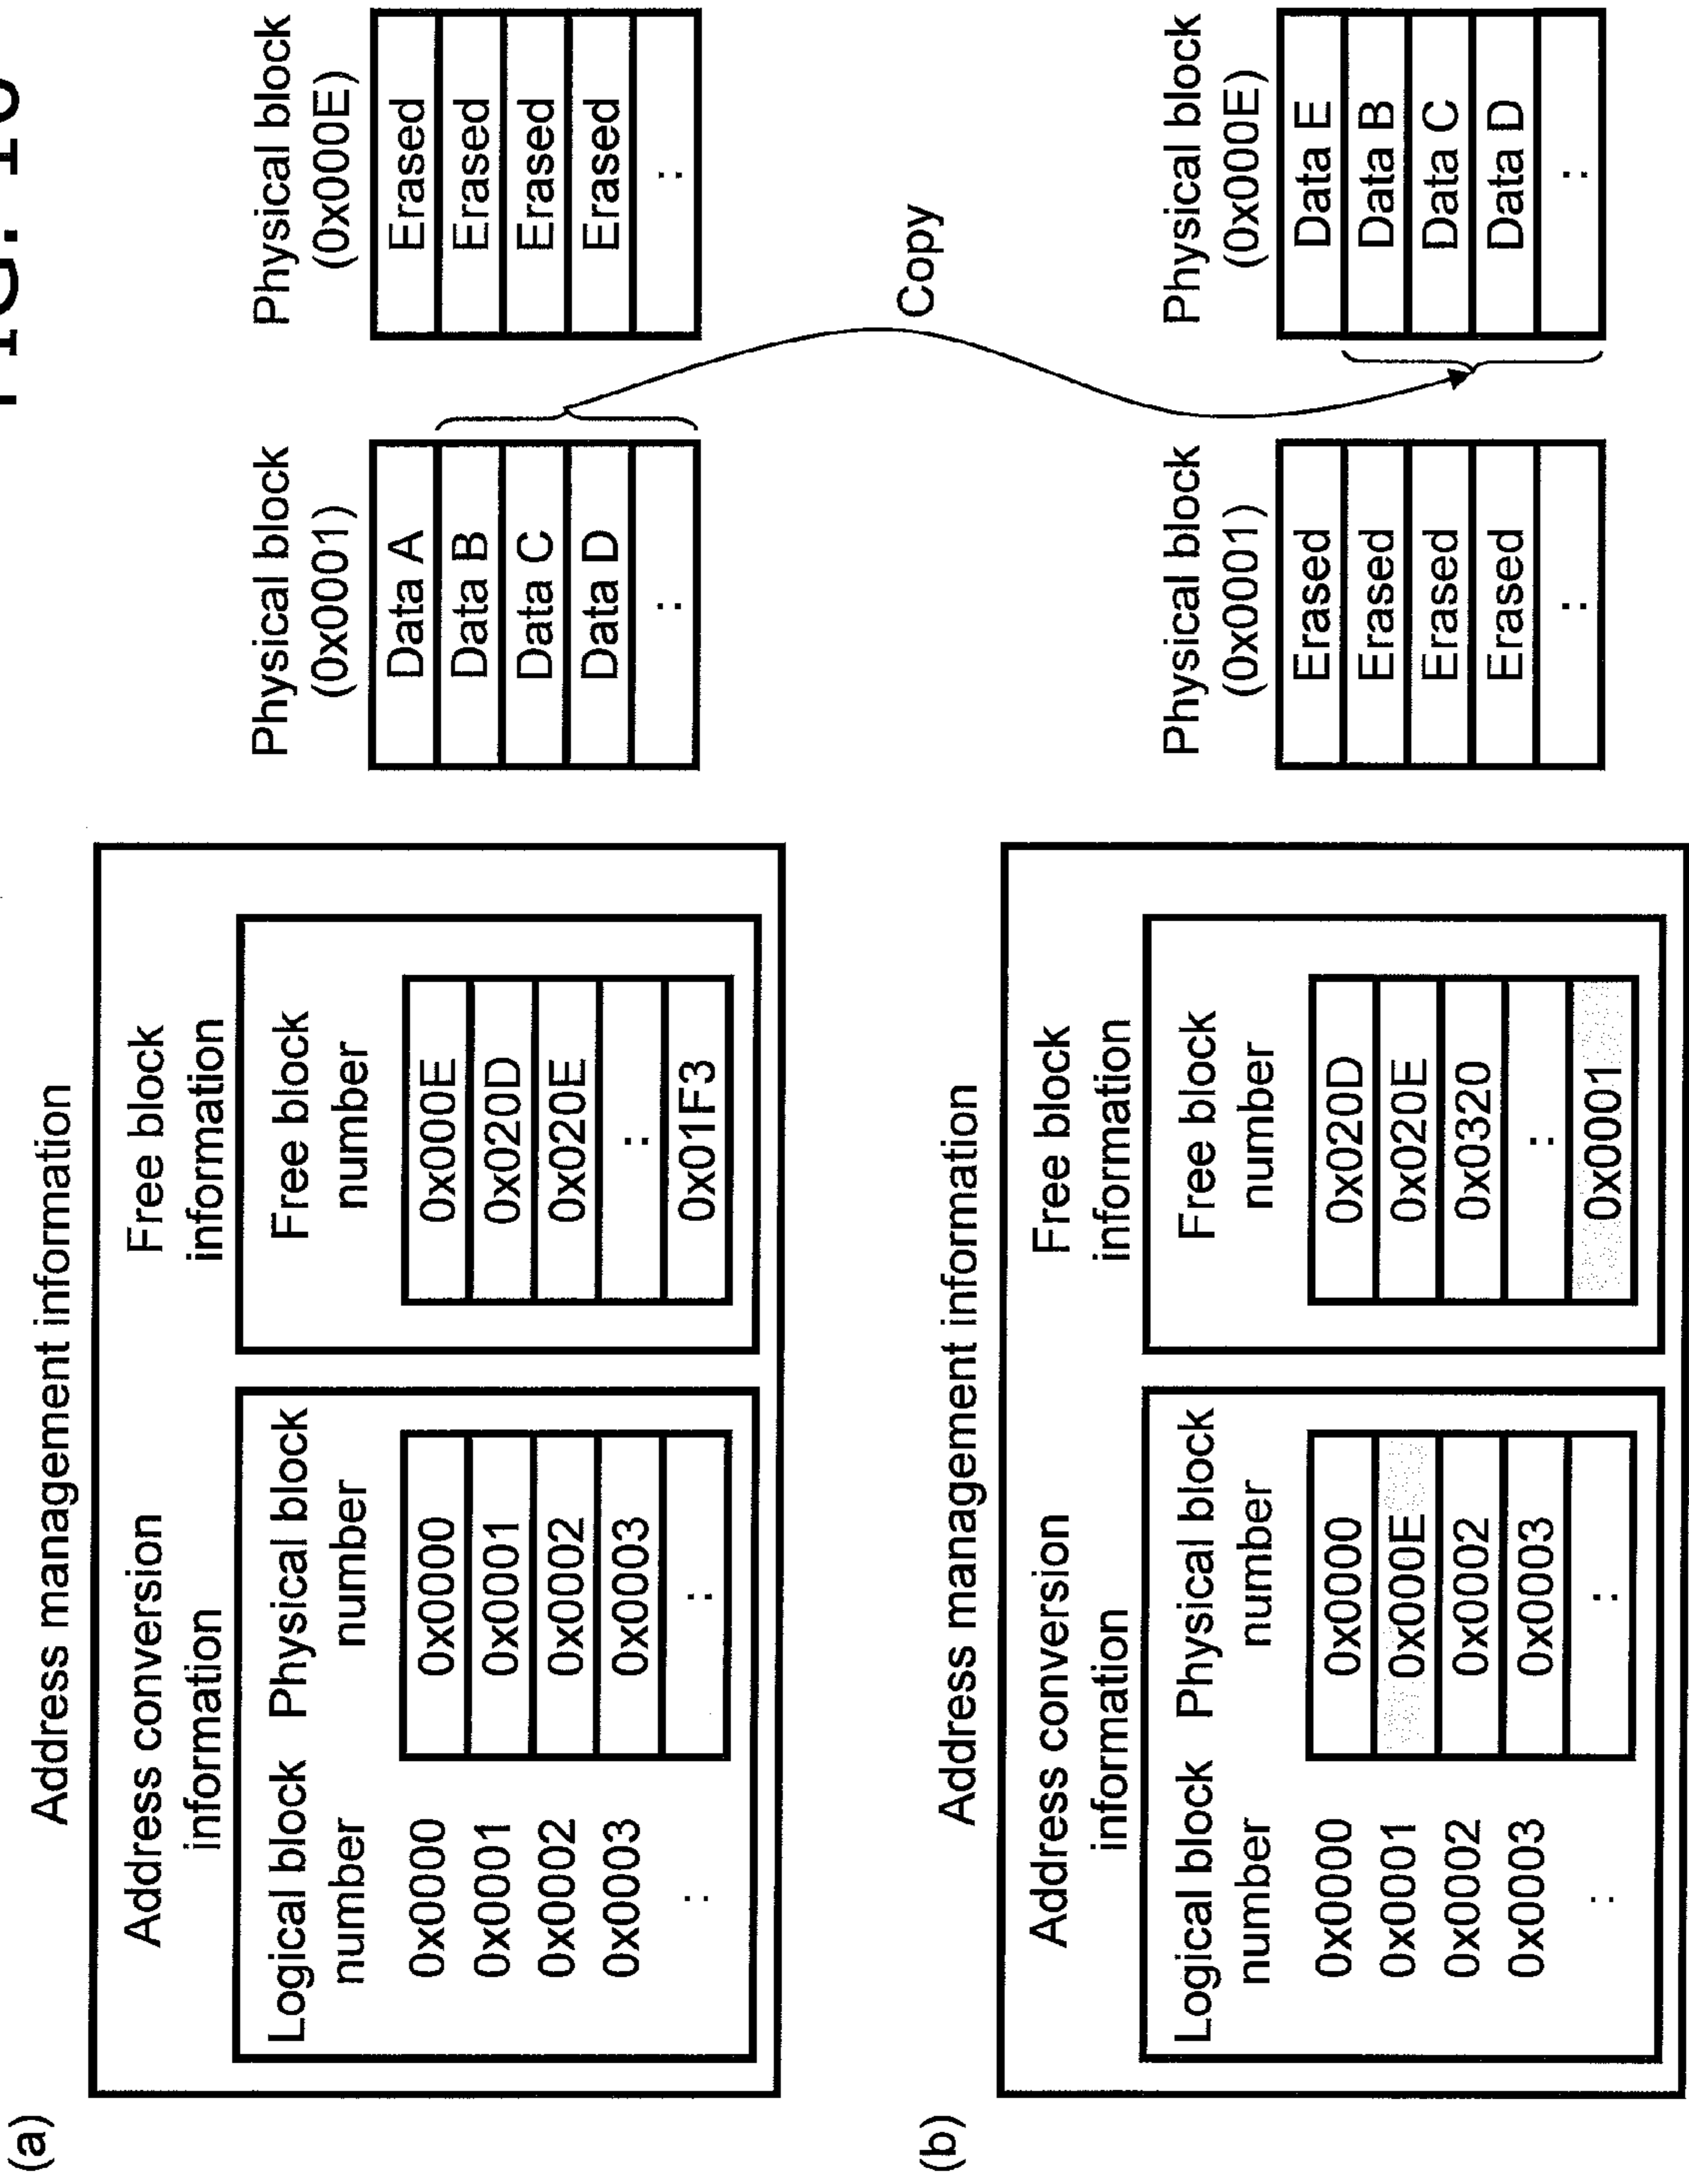 (a)
Address management information
Address conversion
information
Logical block
number
Physical block
number
0x0000 0x0000
0x0001 0x0001
0x0002 0x0002
0x0003 0x0003
: :
Free block
information
Free block
number
0x000E
0x020D
0x020E
:
0x01F3
Physical block
(0x0001)
Data A
Data B
Data C
Data D
:
Physical block
(0x000E)
Erased
Erased
Erased
Erased
:
Copy
(b)
Address management information
Address conversion
information
Logical block
number
Physical block
number
0x0000 0x0000
0x0001 0x000E
0x0002 0x0002
0x0003 0x0003
: :
Free block
information
Free block
number
0x020D
0x020E
0x0320
:
0x0001
Physical block
(0x0001)
Erased
Erased
Erased
Erased
:
Physical block
(0x000E)
Data E
Data B
Data C
Data D
: